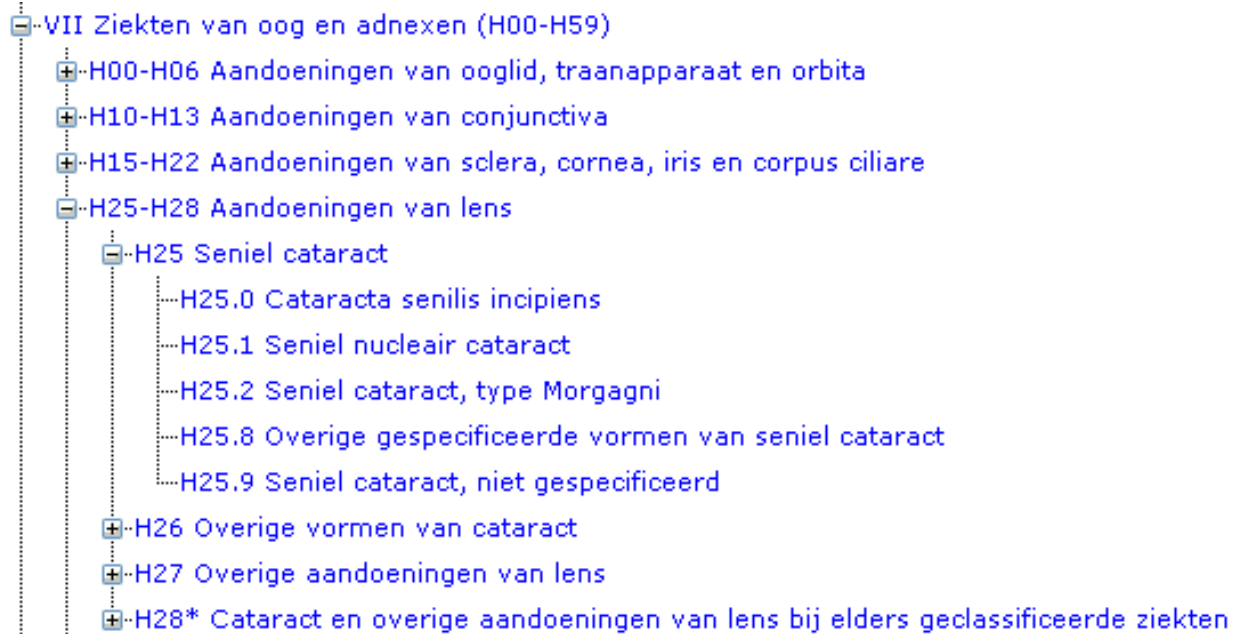 VII Ziekten van oog en adnexen (H00-H59)
H00-H06 Aandoeningen van ooglid, traanapparaat en orbita
H10-H13 Aandoeningen van conjunctiva
H15-H22 Aandoeningen van sclera, cornea, iris en corpus ciliare
H25-H28 Aandoeningen van lens
H25 Seniel cataract
H25.0 Cataracta senilis incipiens
H25.1 Seniel nucleair cataract
H25.2 Seniel cataract, type Morgagni
H25.8 Overige gespecificeerde vormen van seniel cataract
H25.9 Seniel cataract, niet gespecificeerd
H26 Overige vormen van cataract
H27 Overige aandoeningen van lens
H28* Cataract en overige aandoeningen van lens bij elders geclassificeerde ziekten